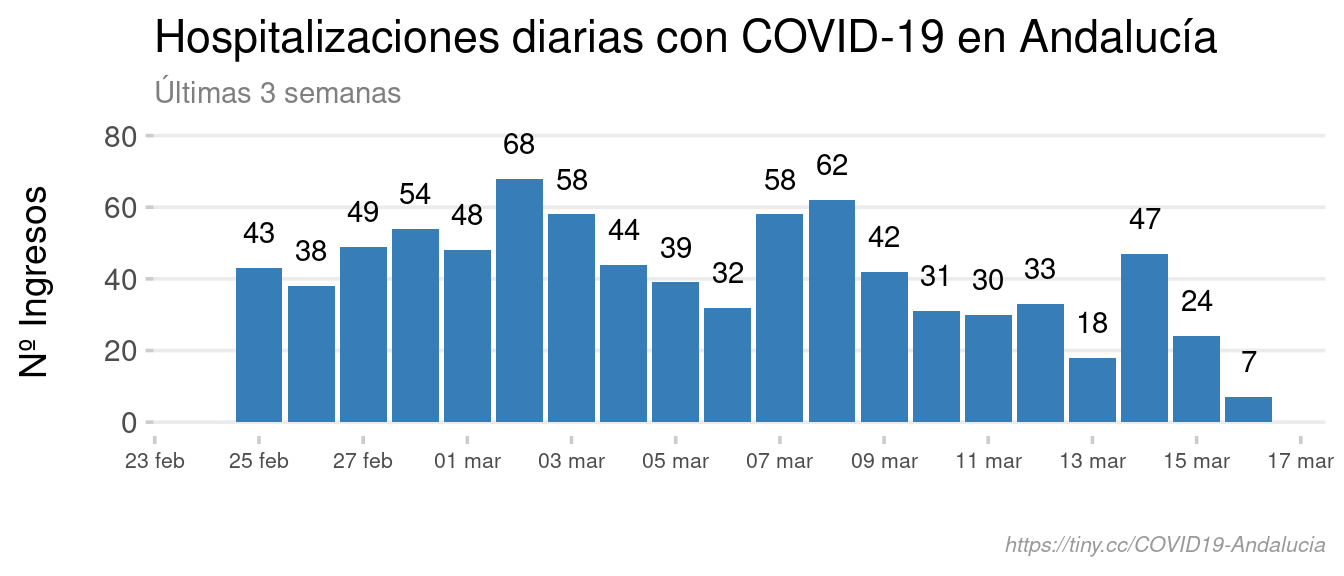 Hospitalizaciones diarias con COVID-19 en Andalucía
Últimas 3 semanas
Nº Ingresos
80
60
40
20
0
43 38 49 54 48 68 58 44 39 32 58 62 42 31 30 33 18 47 24 7
23 feb 25 feb 27 feb 01 mar 03 mar 05 mar 07 mar 09 mar 11 mar 13 mar 15 mar 17 mar
https://tiny.cc/COVID19-Andalucia